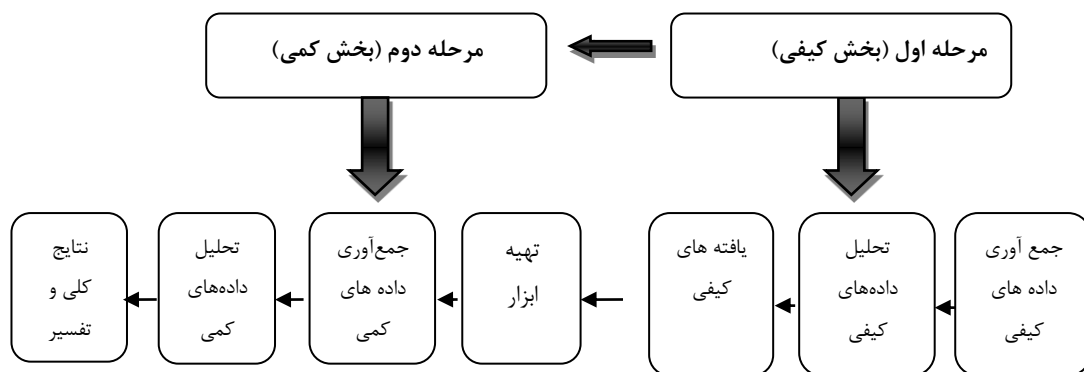 مرحله اول (بخش کیفی)
مرحله دوم (بخش کمی)
جمع آوری
داده های
کیفی
تحلیل
داده‌های
کیفی
یافته های
کیفی
تهیه
ابزار
جمع‌آوری
داده های
کمی
تحلیل
داده‌های
کمی
نتایج
کلی و
تفسیر